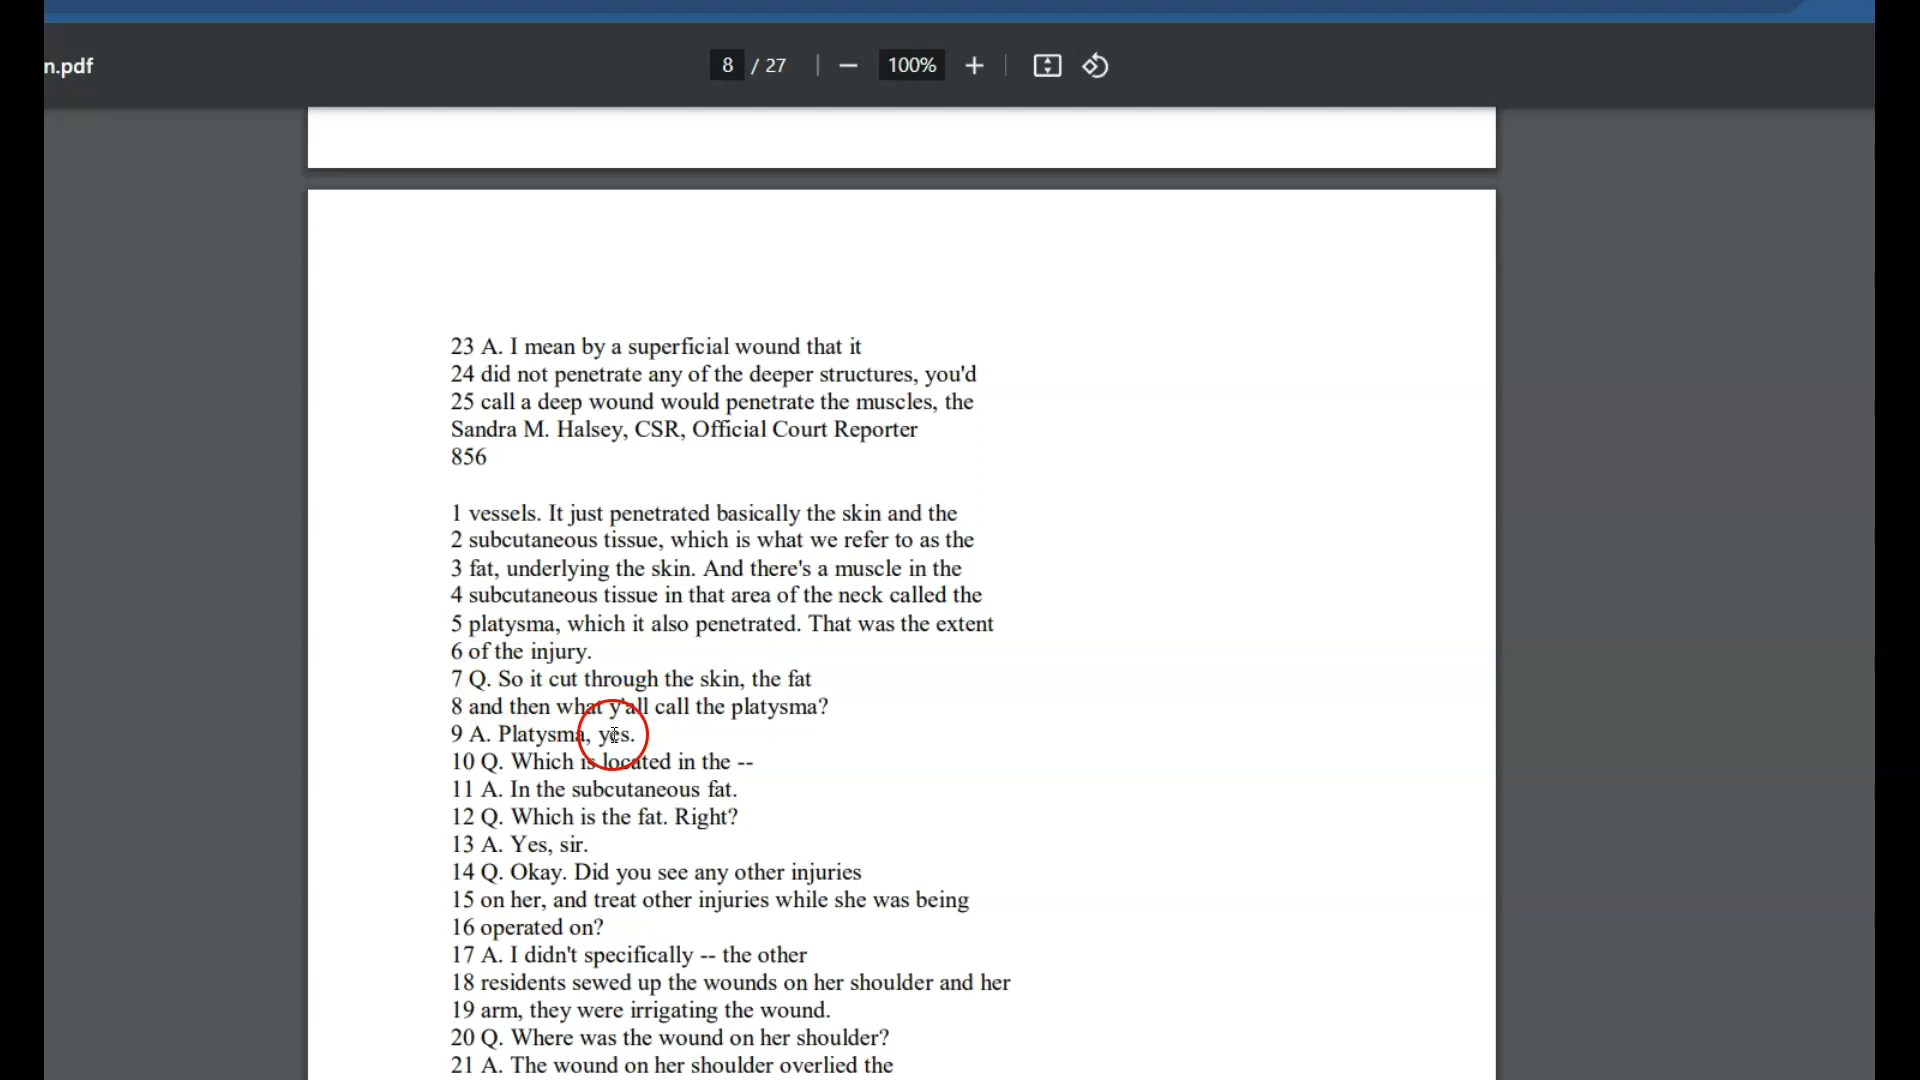 n.pdf
8 / 27
100%
23 A. I mean by a superficial wound that it
24 did not penetrate any of the deeper structures, you'd
25 call a deep wound would penetrate the muscles, the
Sandra M. Halsey, CSR, Official Court Reporter
856
1 vessels. It just penetrated basically the skin and the
2 subcutaneous tissue, which is what we refer to as the
3 fat, underlying the skin. And there's a muscle in the
4 subcutaneous tissue in that area of the neck called the
5 platysma, which it also penetrated. That was the extent
6 of the injury.
7 Q. So it cut through the skin, the fat
8 and then what y'all call the platysma?
9 A. Platysma, yes.
10 Q. Which is located in the --
11 A. In the subcutaneous fat.
12 Q. Which is the fat. Right?
13 A. Yes, sir.
14 Q. Okay. Did you see any other injuries
15 on her, and treat other injuries while she was being
16 operated on?
17 A. I didn't specifically -- the other
18 residents sewed up the wounds on her shoulder and her
19 arm, they were irrigating the wound.
20 Q. Where was the wound on her shoulder?
21 A. The wound on her shoulder overlied the